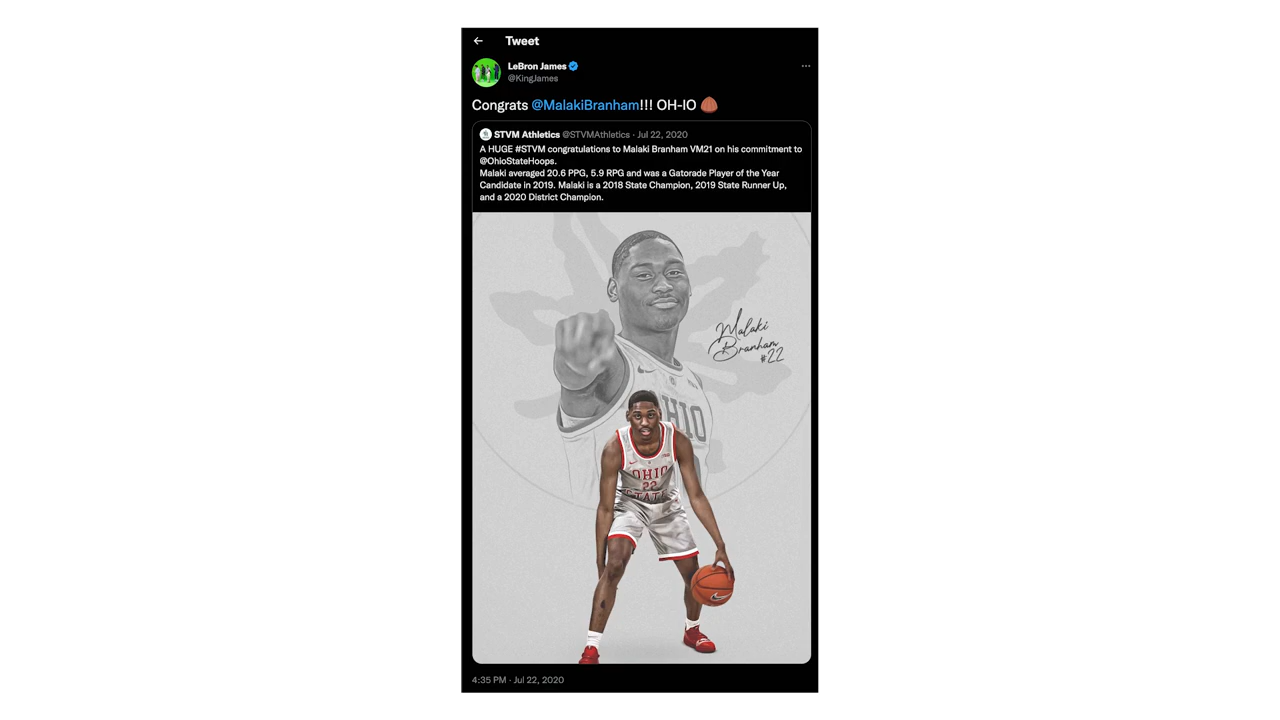 Tweet
LeBron James
@KingJames
Congrats @MalakiBranham!!! OH-IO 🌰
STVM Athletics @STVMAthletics · Jul 22, 2020
A HUGE #STVM congratulations to Malaki Branham VM21 on his commitment to
@OhioStateHoops.
Malaki averaged 20.6 PPG, 5.9 RPG and was a Gatorade Player of the Year
Candidate in 2019. Malaki is a 2018 State Champion, 2019 State Runner Up,
and a 2020 District Champion.
Malaki
Branham
#22
HIO
OHIO
22
STATE
4:35 PM · Jul 22, 2020